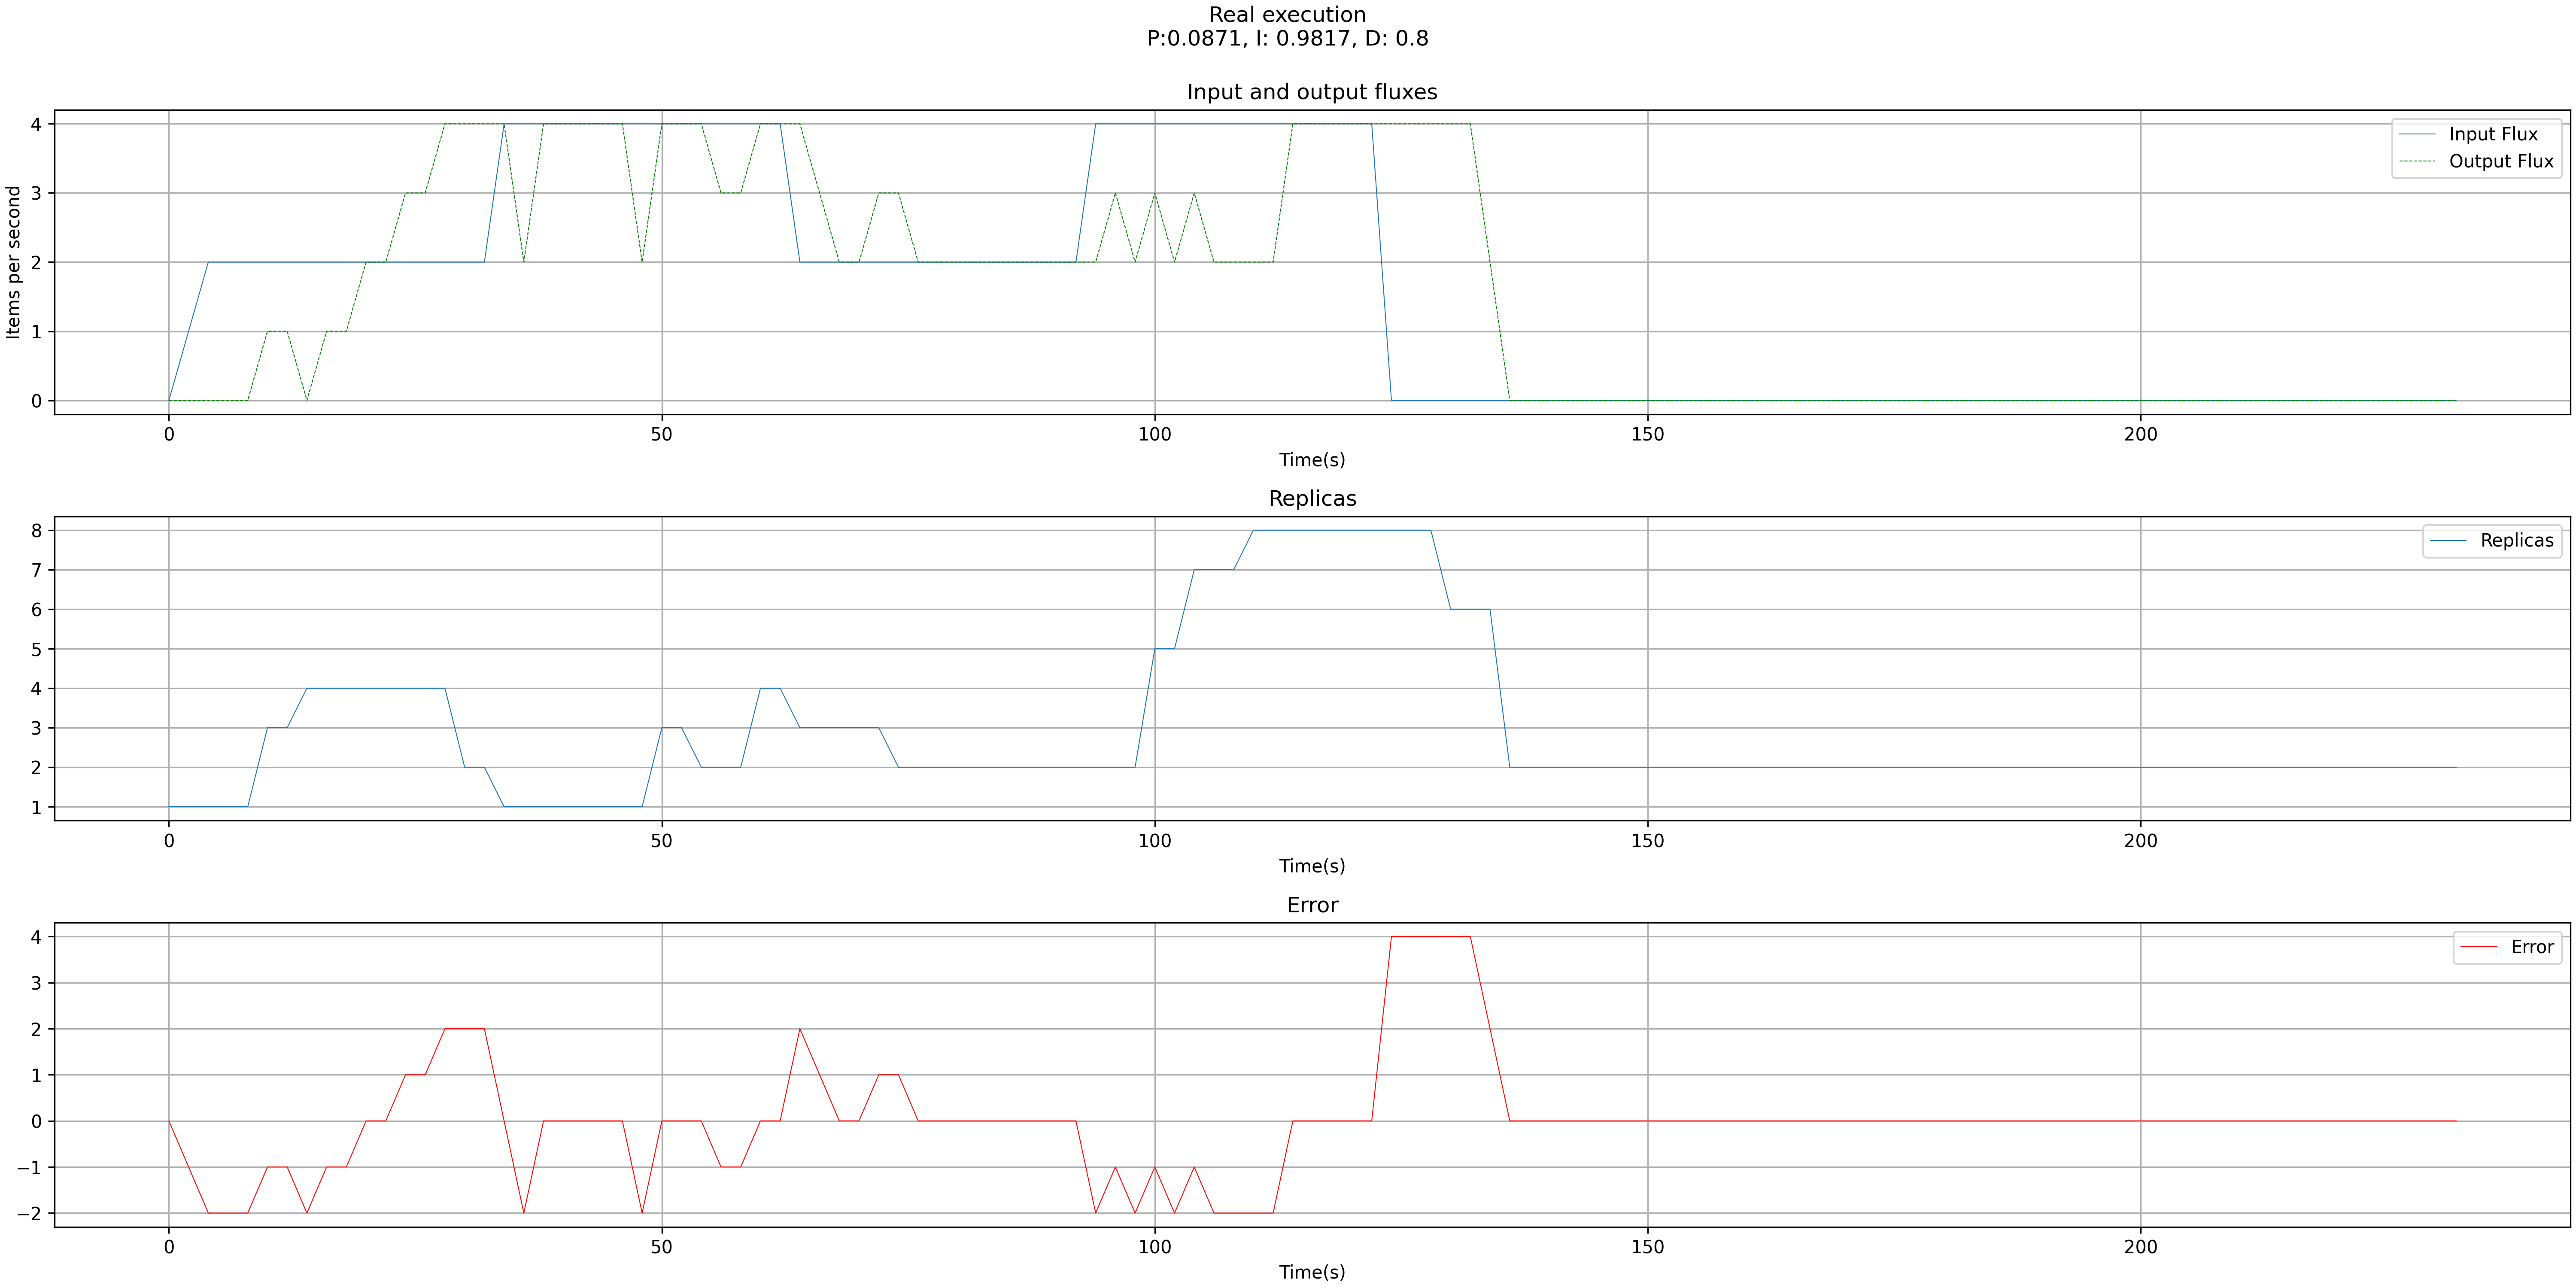 Real execution
P:0.0871, I: 0.9817, D: 0.8
Input and output fluxes
Items per second
4
3
2
1
0
Input Flux
Output Flux
0 50 100 150 200
Time(s)
Replicas
8
7
6
5
4
3
2
1
Replicas
0 50 100 150 200
Time(s)
Error
4
3
2
1
0
−1
−2
Error
0 50 100 150 200
Time(s)